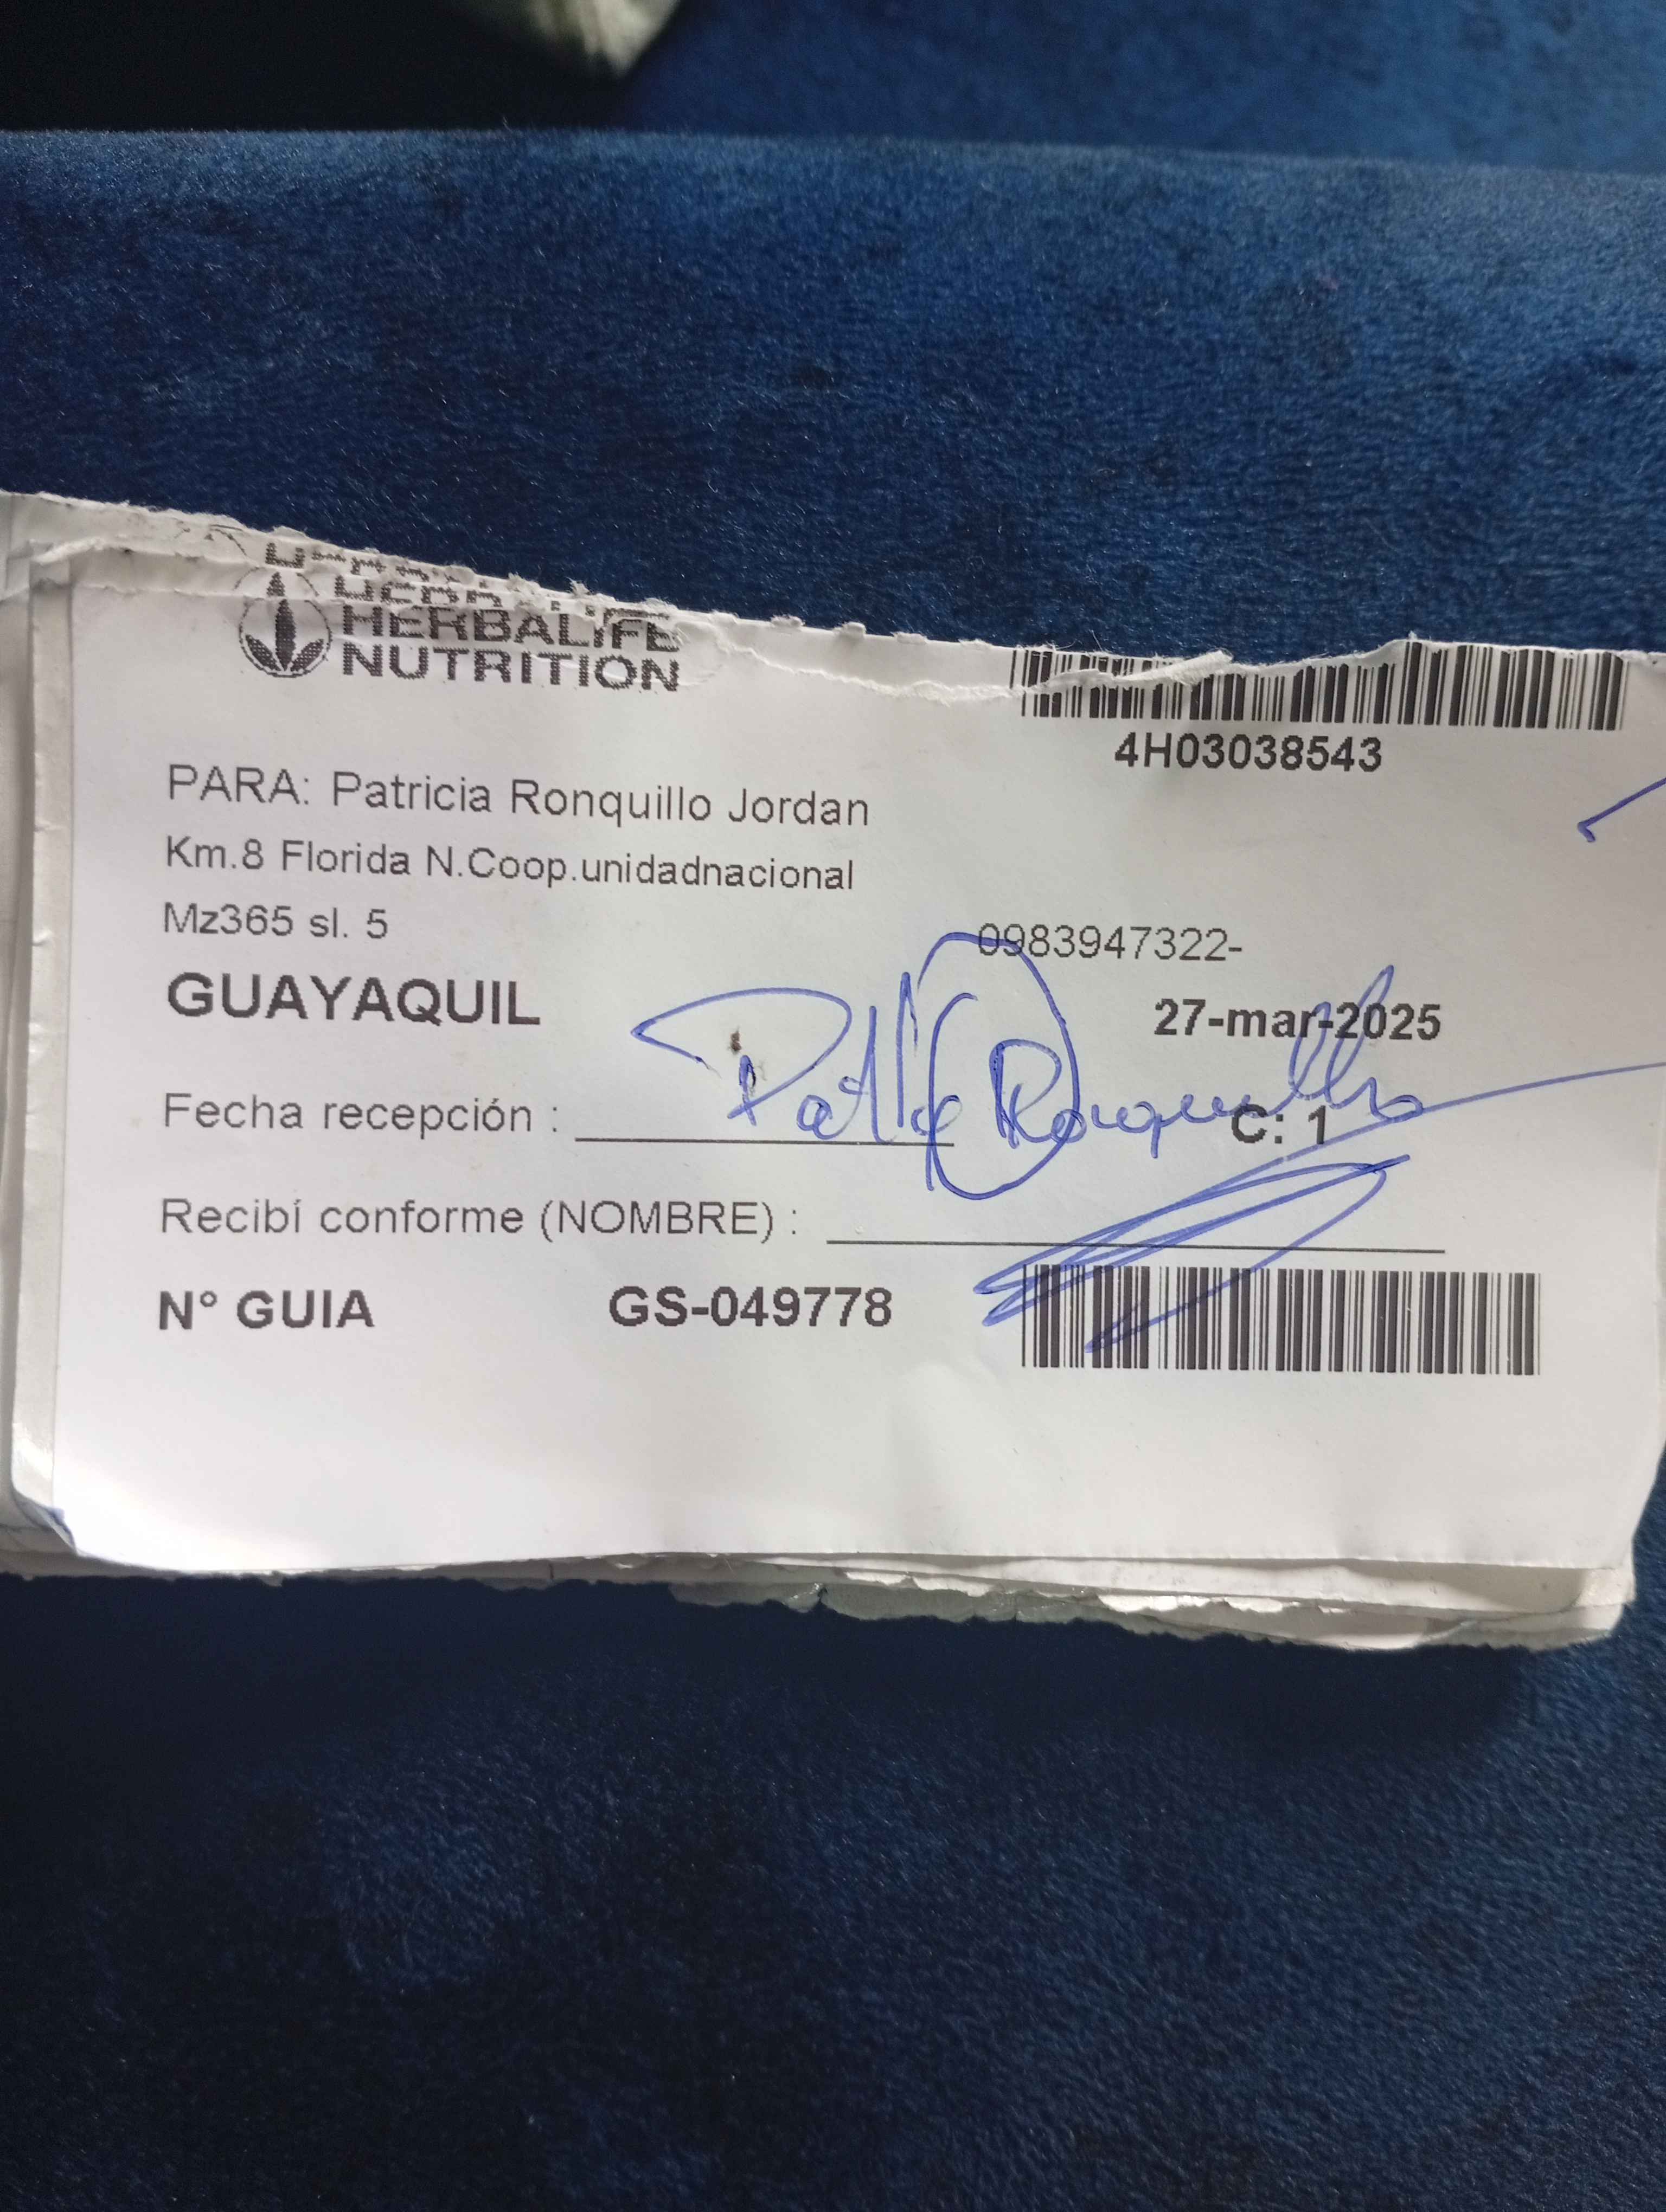 HERBALIFE
NUTRITION
4H03038543
PARA: Patricia Ronquillo Jordan
Km.8 Florida N.Coop.unidadnacional
Mz365 sl. 5
0983947322-
GUAYAQUIL
27-mar-2025
Fecha recepción :
Ronquillo
C: 1
Recibí conforme (NOMBRE) :
N° GUIA GS-049778